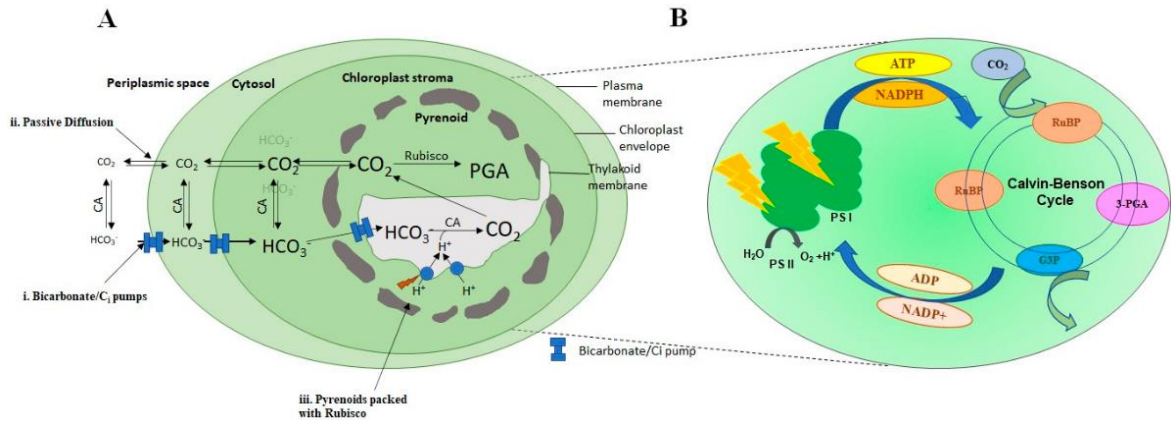 A
B
Periplasmic space
Cytosol
Chloroplast stroma
Pyrenoid
Plasma
membrane
Chloroplast
envelope
Thylakoid
membrane
ii. Passive Diffusion
HCO₃⁻
CO₂
CO₂
CO₂
CO₂
Rubisco
PGA
HCO₃⁻
CA
CA
CA
HCO₃⁻
HCO₃⁻
HCO₃⁻
HCO₃⁻
CA
CO₂
H⁺
H⁺
H⁺
i. Bicarbonate/Cᵢ pumps
Bicarbonate/Ci pump
iii. Pyrenoids packed
with Rubisco
ATP
NADPH
CO₂
RuBP
RuBP
Calvin-Benson
Cycle
3-PGA
G3P
PS I
H₂O
PS II
O₂ +H⁺
ADP
NADP+